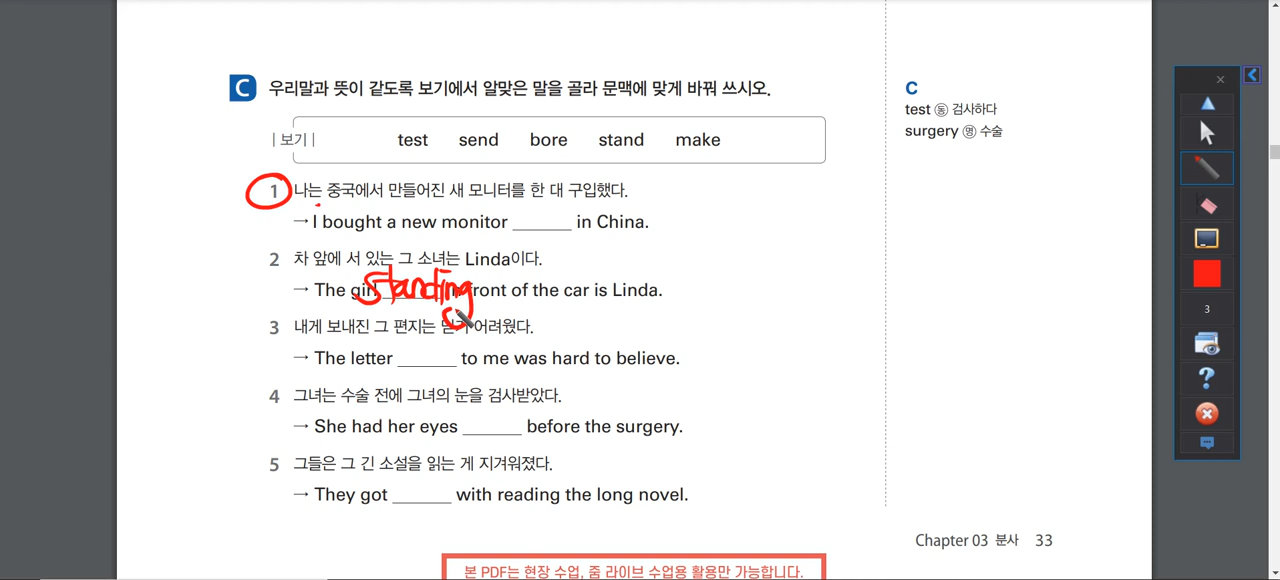 C 우리말과 뜻이 같도록 보기에서 알맞은 말을 골라 문맥에 맞게 바꿔 쓰시오.
|보기| test send bore stand make
1 나는 중국에서 만들어진 새 모니터를 한 대 구입했다.
→ I bought a new monitor ______ in China.
2 차 앞에 서 있는 그 소녀는 Linda이다.
→ The girl ______ in front of the car is Linda.
Standing
3 내게 보내진 그 편지는 믿기 어려웠다.
→ The letter ______ to me was hard to believe.
4 그녀는 수술 전에 그녀의 눈을 검사받았다.
→ She had her eyes ______ before the surgery.
5 그들은 그 긴 소설을 읽는 게 지겨워졌다.
→ They got ______ with reading the long novel.
C
test 동 검사하다
surgery 명 수술
3
Chapter 03 분사 33
본 PDF는 현장 수업, 줌 라이브 수업용 활용만 가능합니다.